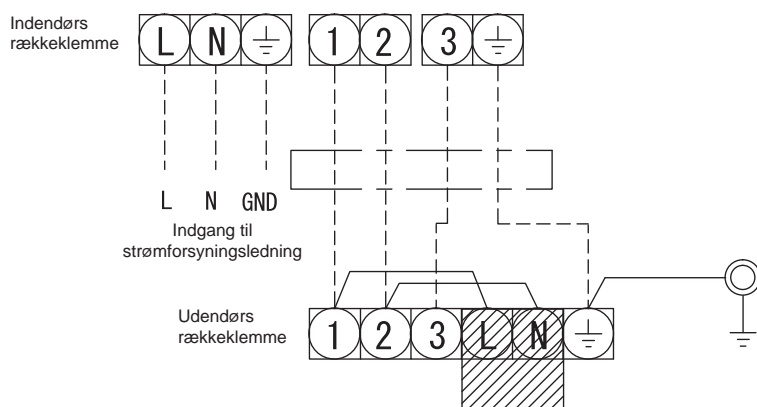 Indendørs
rækkeklemme
L N 1 2 3
L N GND
Indgang til
strømforsyningsledning
Udendørs
rækkeklemme
1 2 3 L N